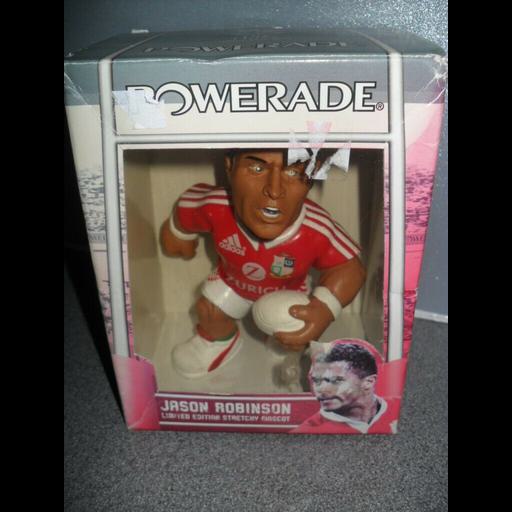 POWERADE®
adidas
ZURICH
JASON ROBINSON
LIMITED EDITION STRETCHY MASCOT